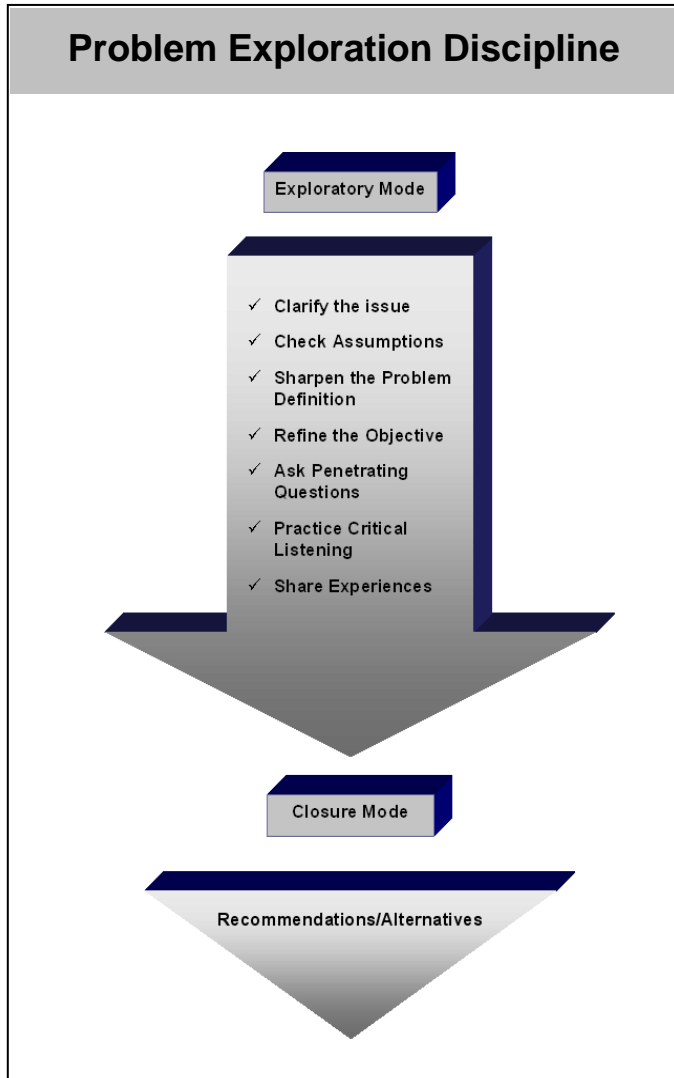 Problem Exploration Discipline
Exploratory Mode
✓ Clarify the issue
✓ Check Assumptions
✓ Sharpen the Problem
Definition
✓ Refine the Objective
✓ Ask Penetrating
Questions
✓ Practice Critical
Listening
✓ Share Experiences
Closure Mode
Recommendations/Alternatives